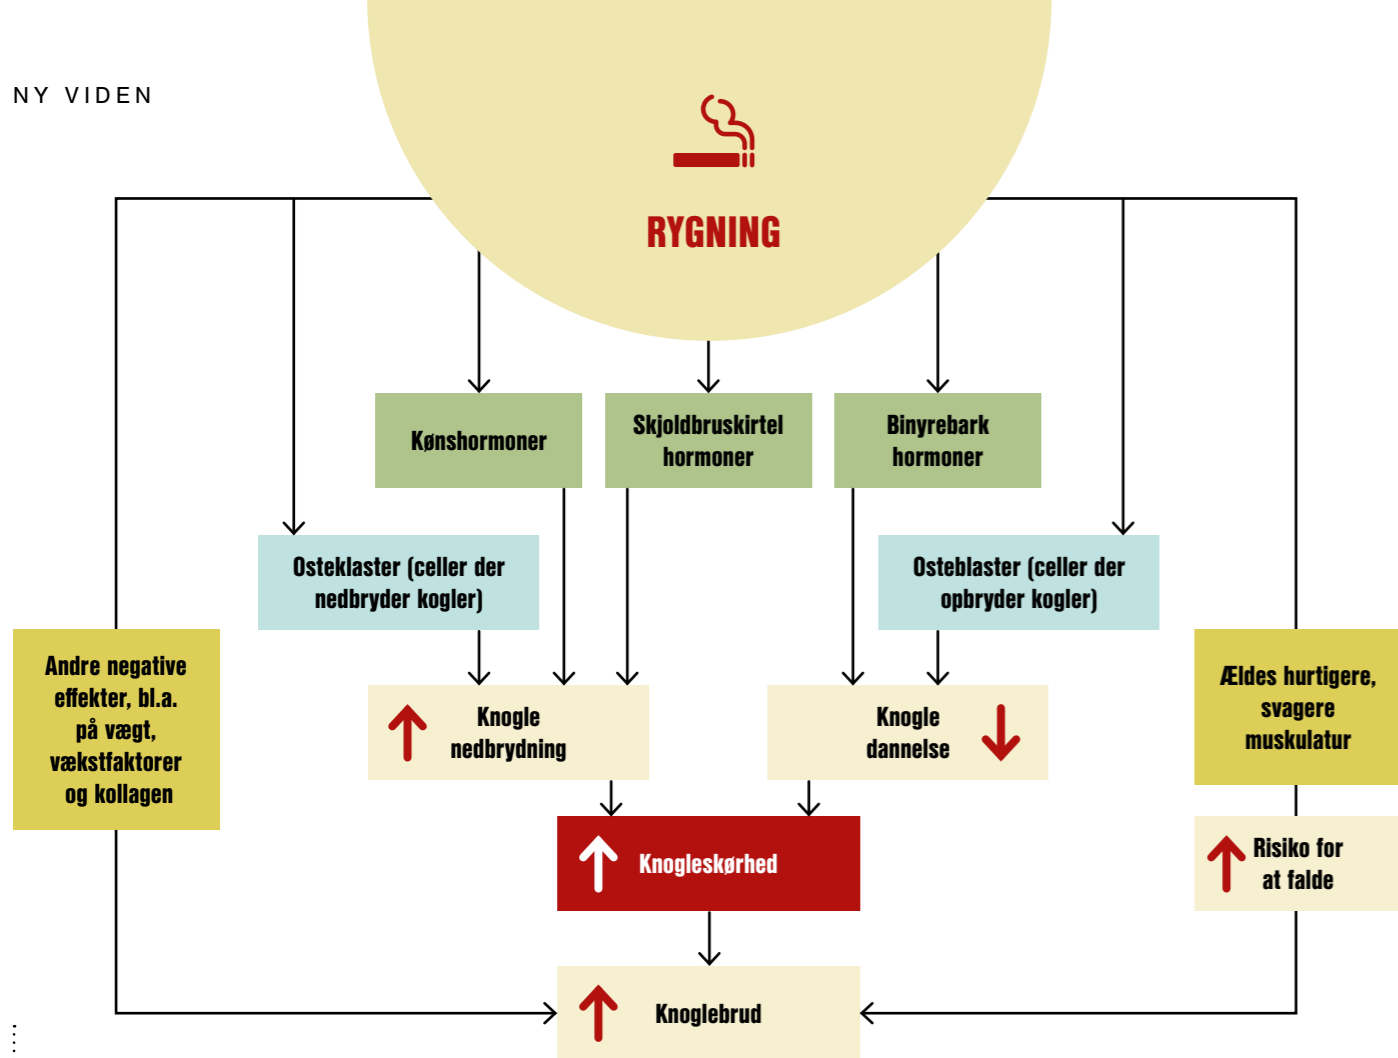 NY VIDEN
RYGNING
Kønshormoner
Skjoldbruskirtel
hormoner
Binyrebark
hormoner
Osteklaster (celler der
nedbryder kogler)
Osteblaster (celler der
opbryder kogler)
Andre negative
effekter, bl.a.
på vægt,
vækstfaktorer
og kollagen
Knogle
nedbrydning
Knogle
dannelse
Ældes hurtigere,
svagere
muskulatur
Knogleskørhed
Risiko for
at falde
Knoglebrud